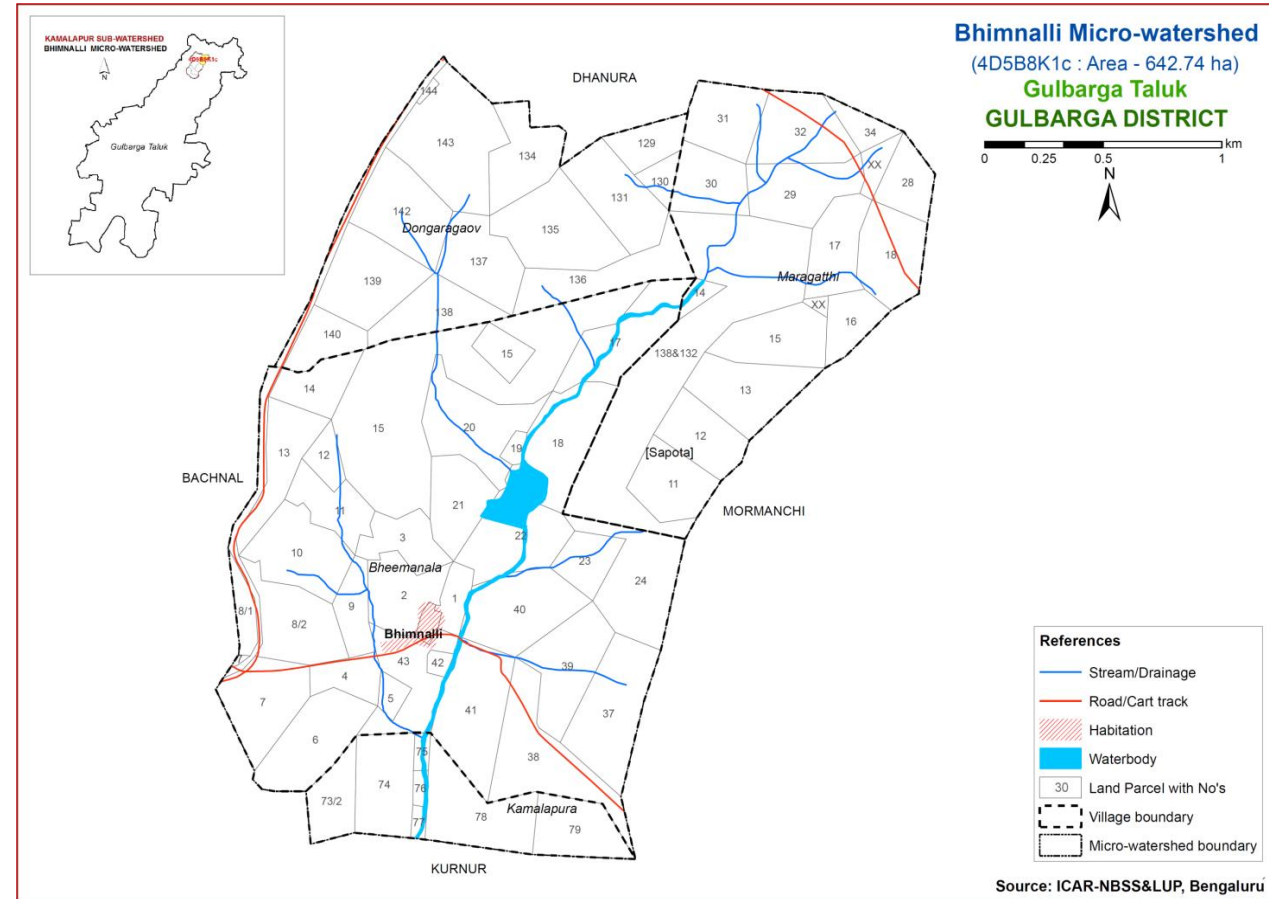 KAMALAPUR SUB-WATERSHED
BHIMNALLI MICRO-WATERSHED
N
4D5B8K1c
Gulbarga Taluk
Bhimnalli Micro-watershed
(4D5B8K1c : Area - 642.74 ha)
Gulbarga Taluk
GULBARGA DISTRICT
0 0.25 0.5 1 km
N
DHANURA
144
143
134
129
31
32
34
XX
28
130
131
30
29
142
Dongaragaov
135
17
18
137
139
136
Maragatthi
14
138
XX
16
140
15
17
138&132
15
14
13
15
20
12
13
12
19
18
[Sapota]
BACHNAL
11
21
11
MORMANCHI
3
22
10
23
Bheemanala
24
2
1
9
40
8/1
8/2
Bhimnalli
43
42
39
4
7
5
41
37
6
75
38
74
76
73/2
Kamalapura
77
78
79
KURNUR
References
Stream/Drainage
Road/Cart track
Habitation
Waterbody
30 Land Parcel with No's
Village boundary
Micro-watershed boundary
Source: ICAR-NBSS&LUP, Bengaluru